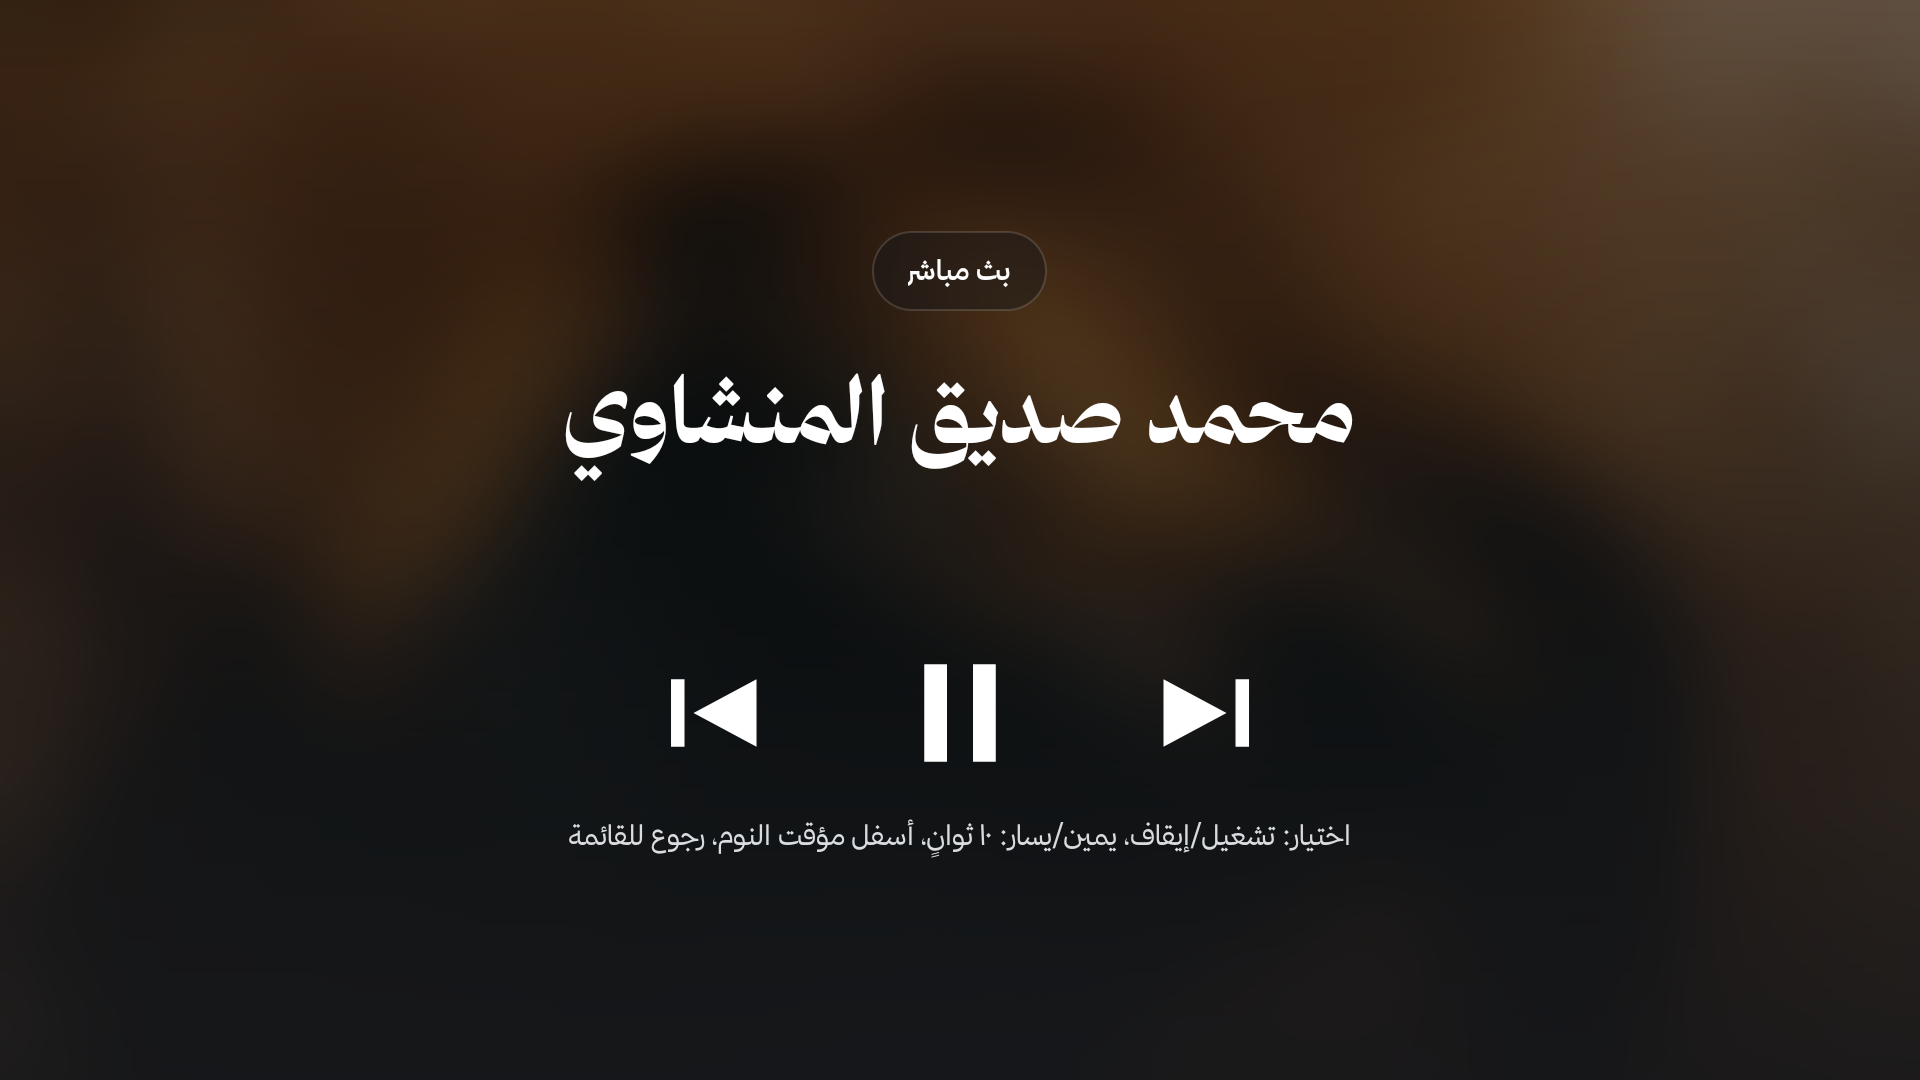 بث مباشر
محمد صديق المنشاوي
اختيار: تشغيل/إيقاف، يمين/يسار: ١٠ ثوانٍ، أسفل مؤقت النوم، رجوع للقائمة